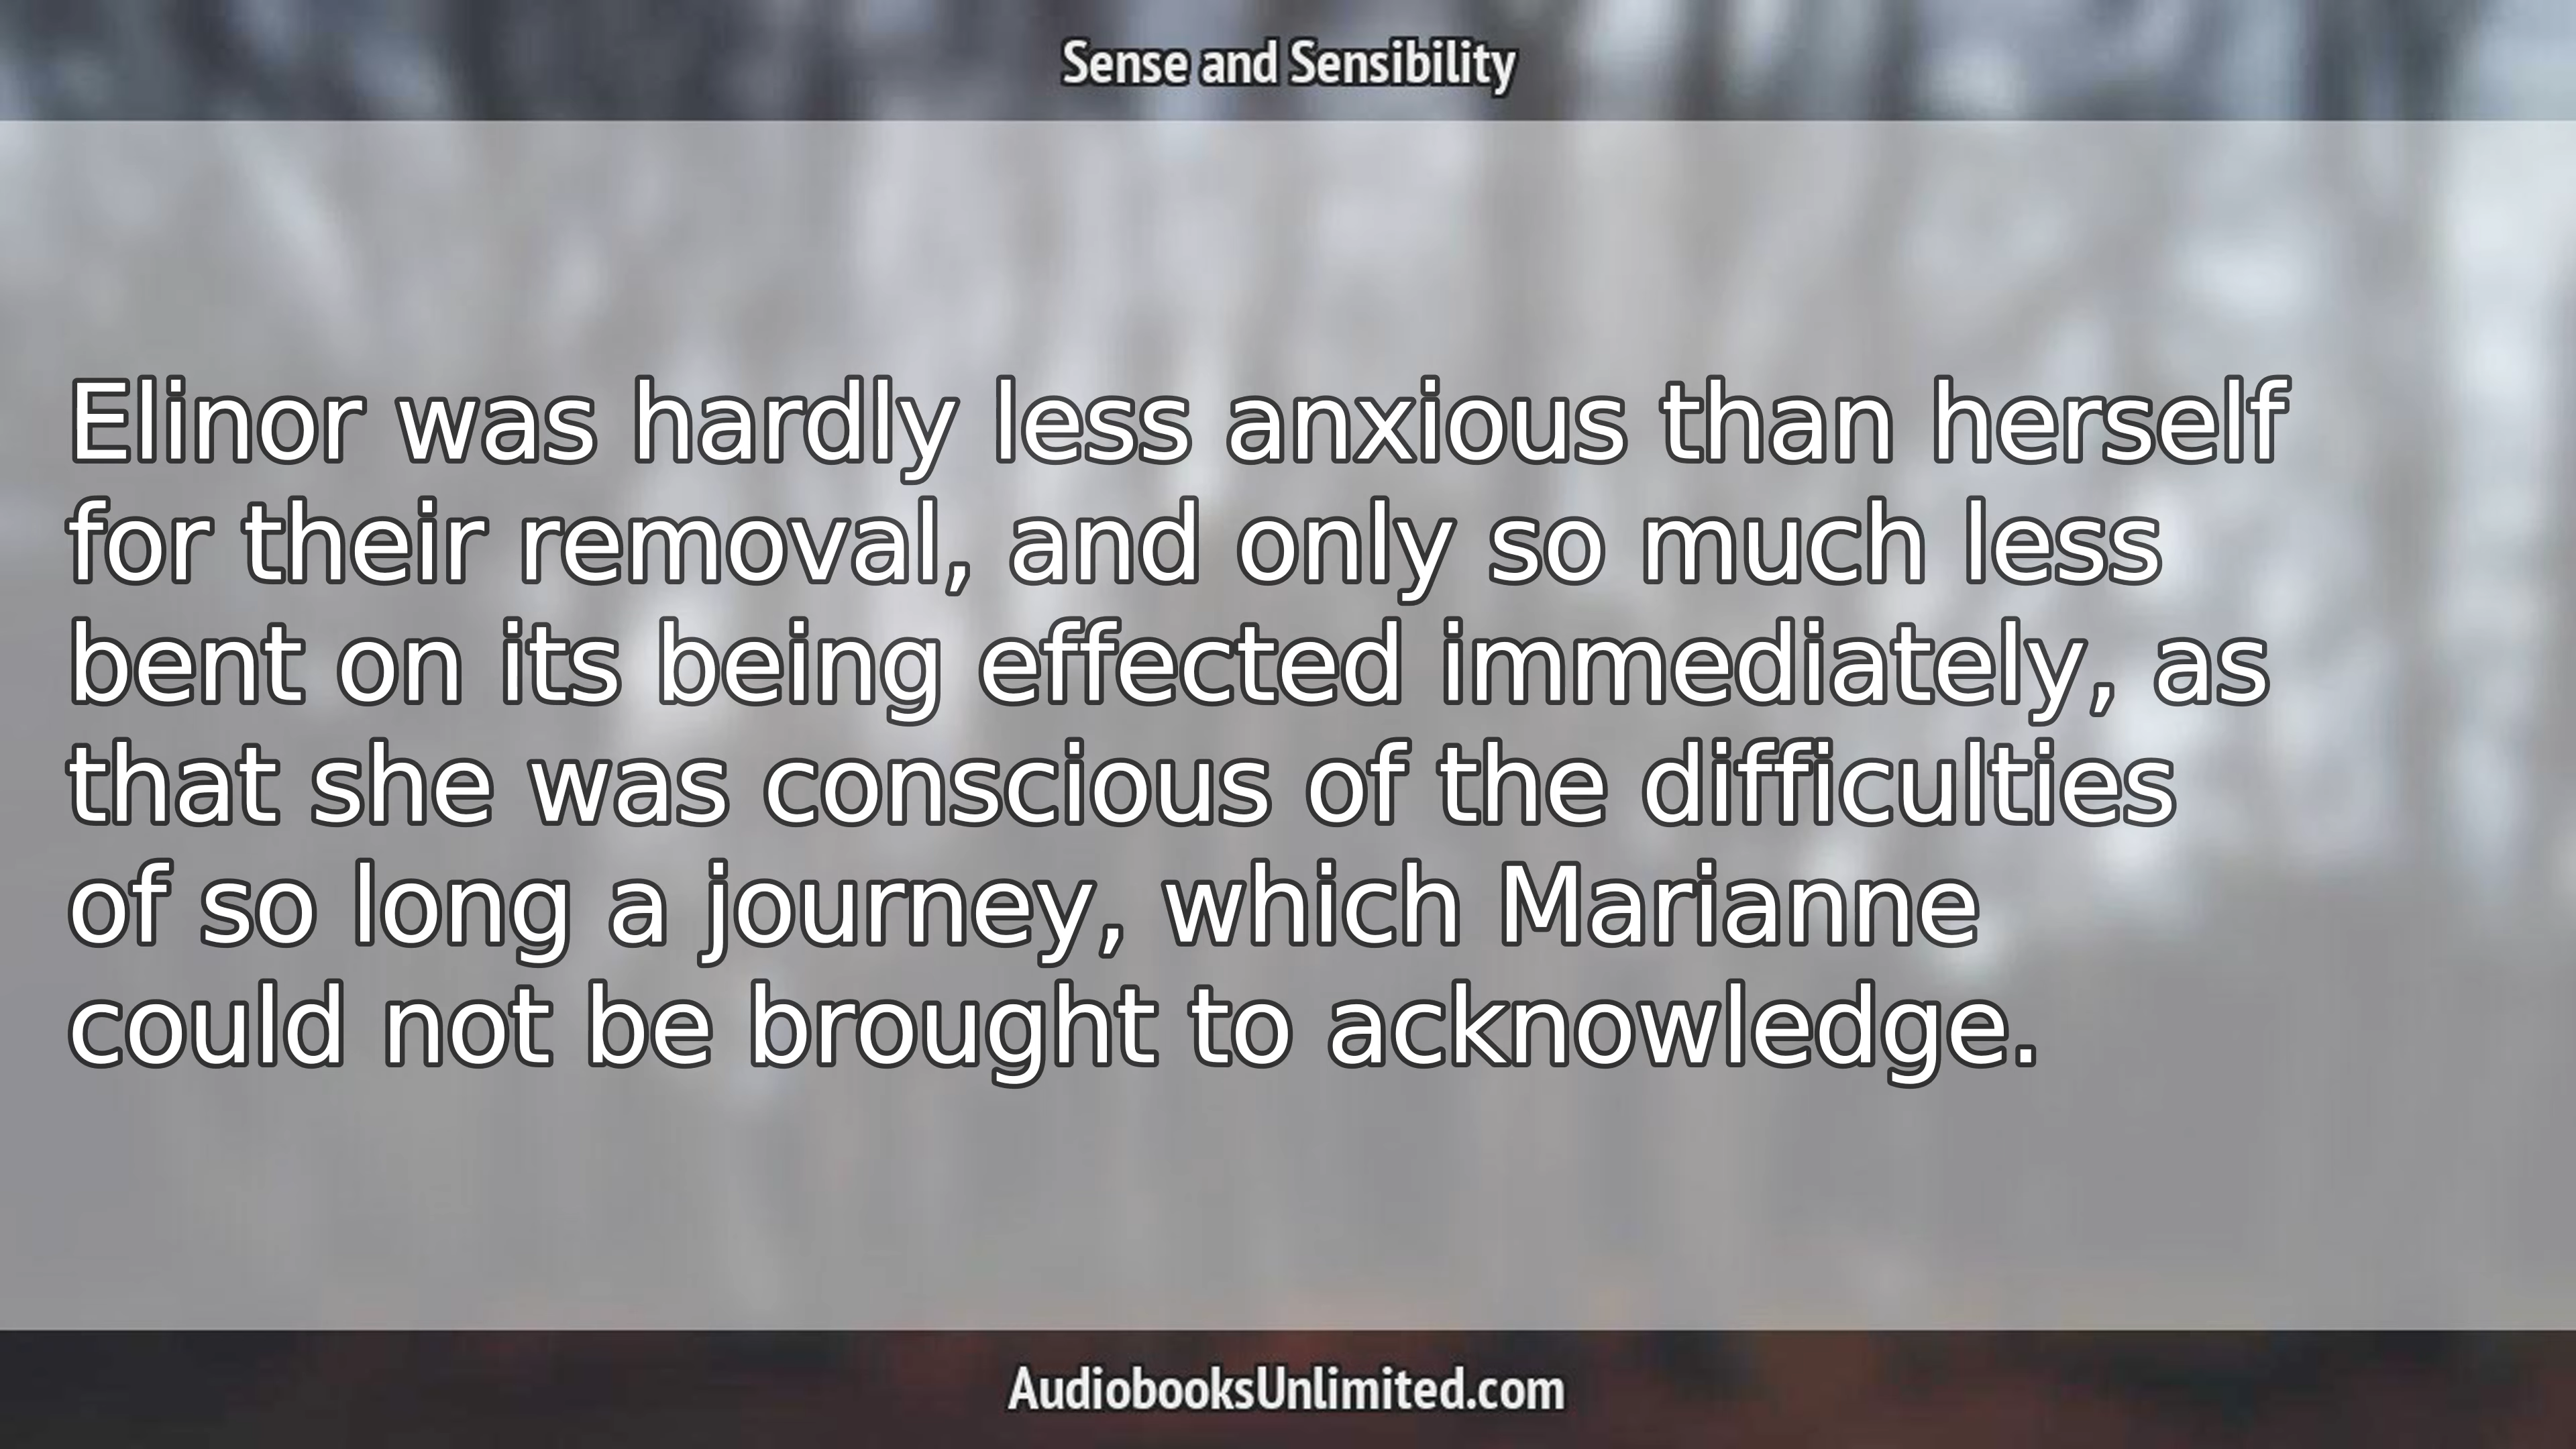 Sense and Sensibility
Elinor was hardly less anxious than herself
for their removal, and only so much less
bent on its being effected immediately, as
that she was conscious of the difficulties
of so long a journey, which Marianne
could not be brought to acknowledge.
AudiobooksUnlimited.com